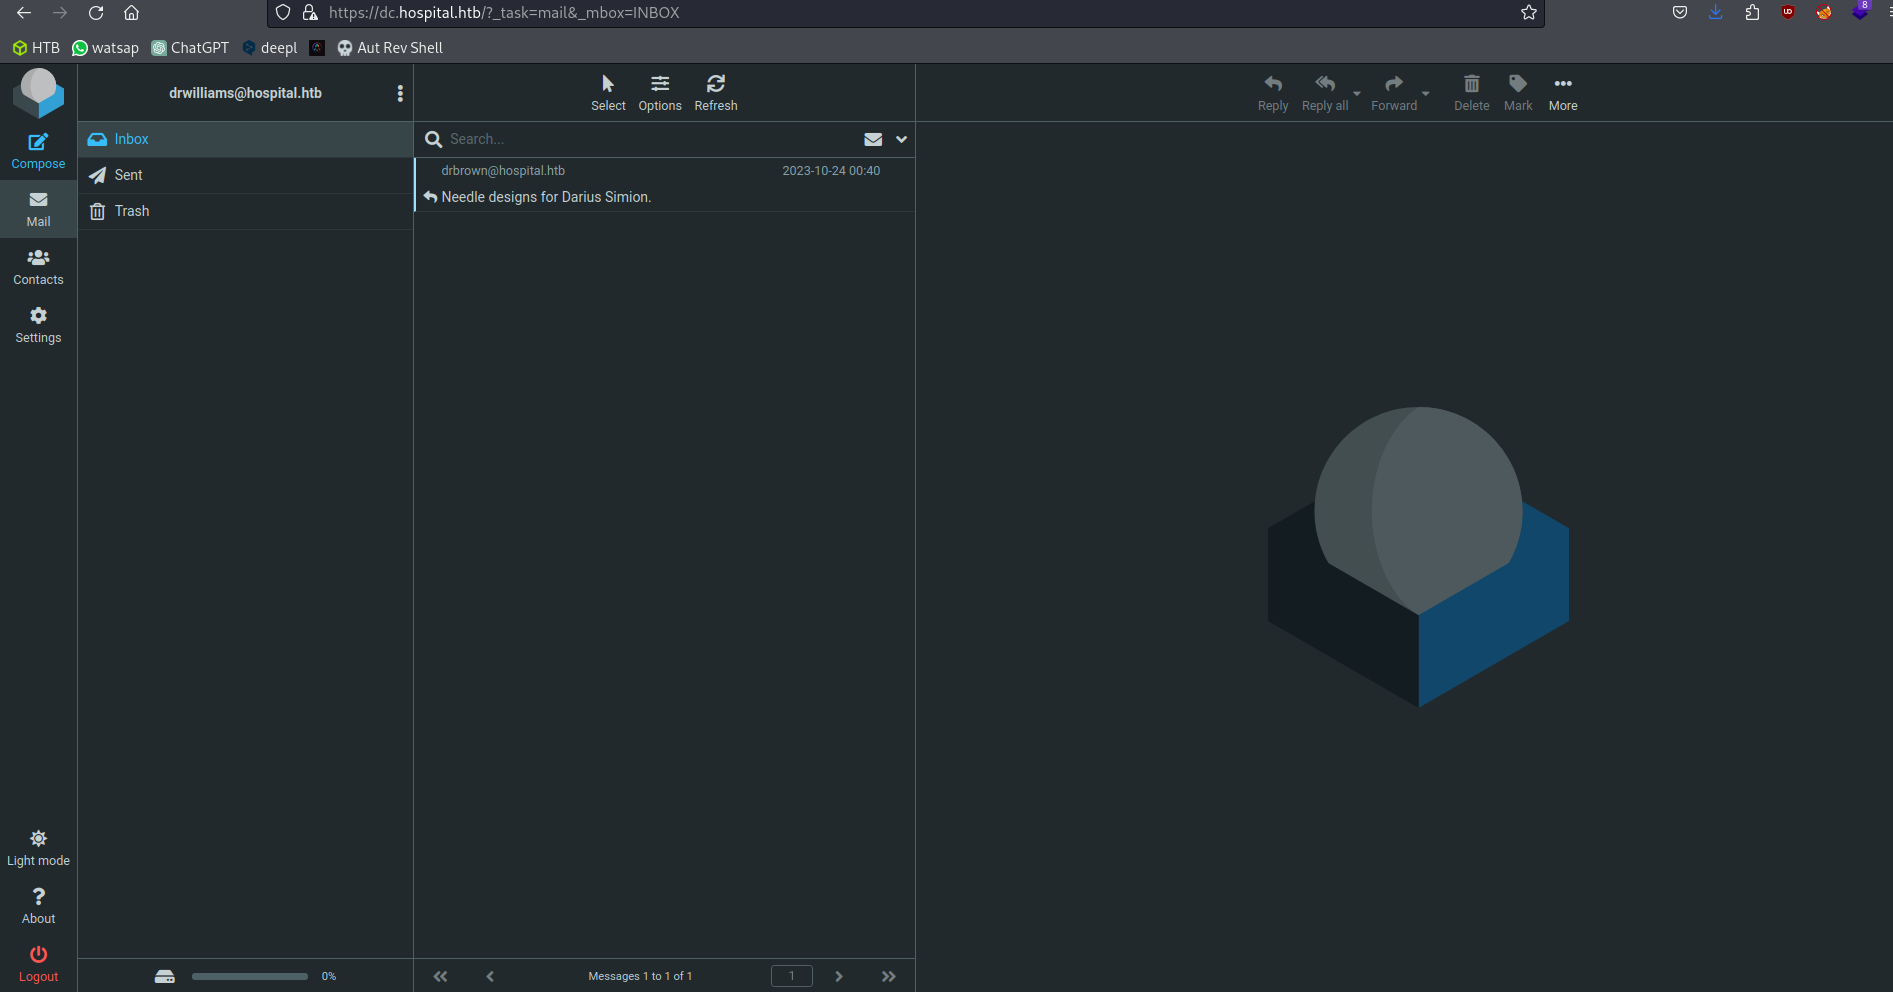 https://dc.hospital.htb/?_task=mail&_mbox=INBOX
8
HTB watsap ChatGPT deepl Aut Rev Shell
drwilliams@hospital.htb
Select Options Refresh
Reply Reply all Forward Delete Mark More
Compose
Mail
Contacts
Settings
Light mode
? About
Logout
Inbox
Sent
Trash
0%
Search...
drbrown@hospital.htb 2023-10-24 00:40
Needle designs for Darius Simion.
Messages 1 to 1 of 1 1